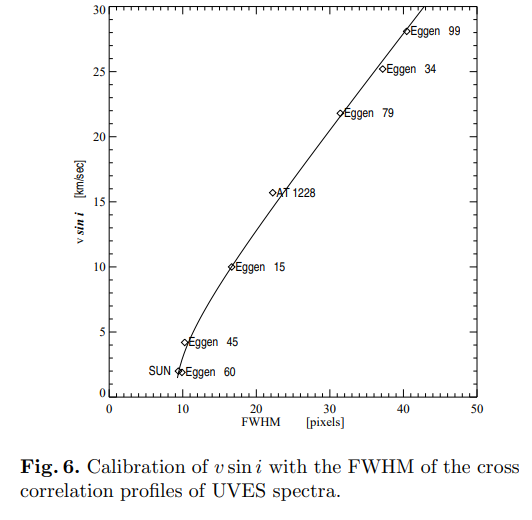 30
Eggen 99
Eggen 34
25
Eggen 79
20
v sin i [km/sec]
AT 1228
15
10
Eggen 15
5
Eggen 45
SUN
Eggen 60
0
0 10 20 30 40 50
FWHM [pixels]
Fig. 6. Calibration of v sin i with the FWHM of the cross
correlation profiles of UVES spectra.